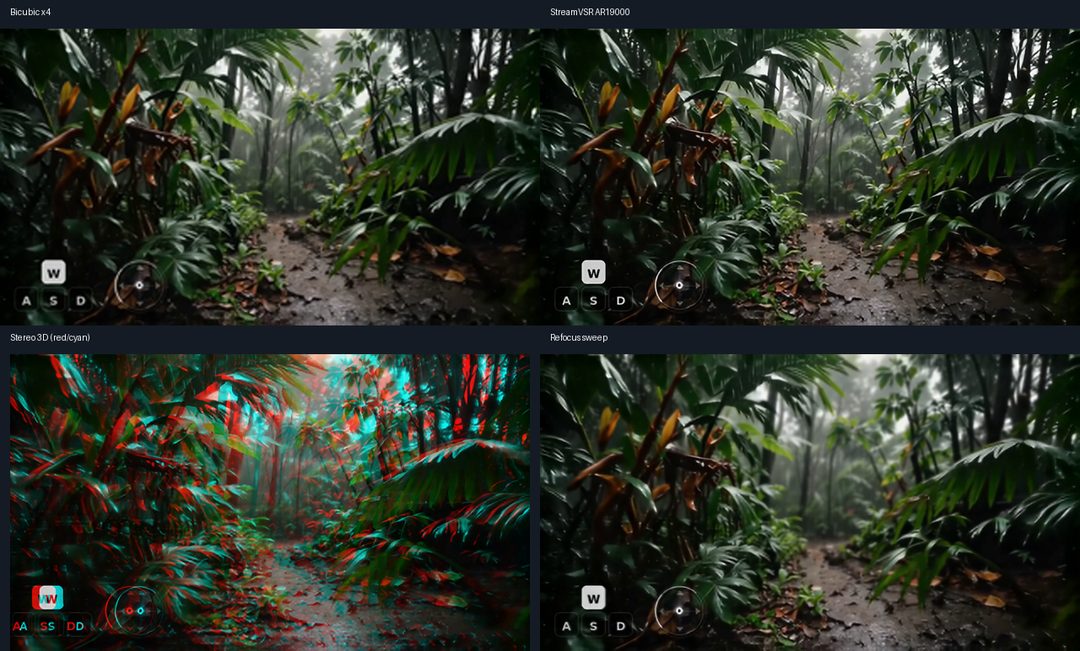 Bicubic x4
StreamVSR AR19000
W
A S D
W
A S D
Stereo 3D (red/cyan)
Refocus sweep
W
A S D
W
A S D